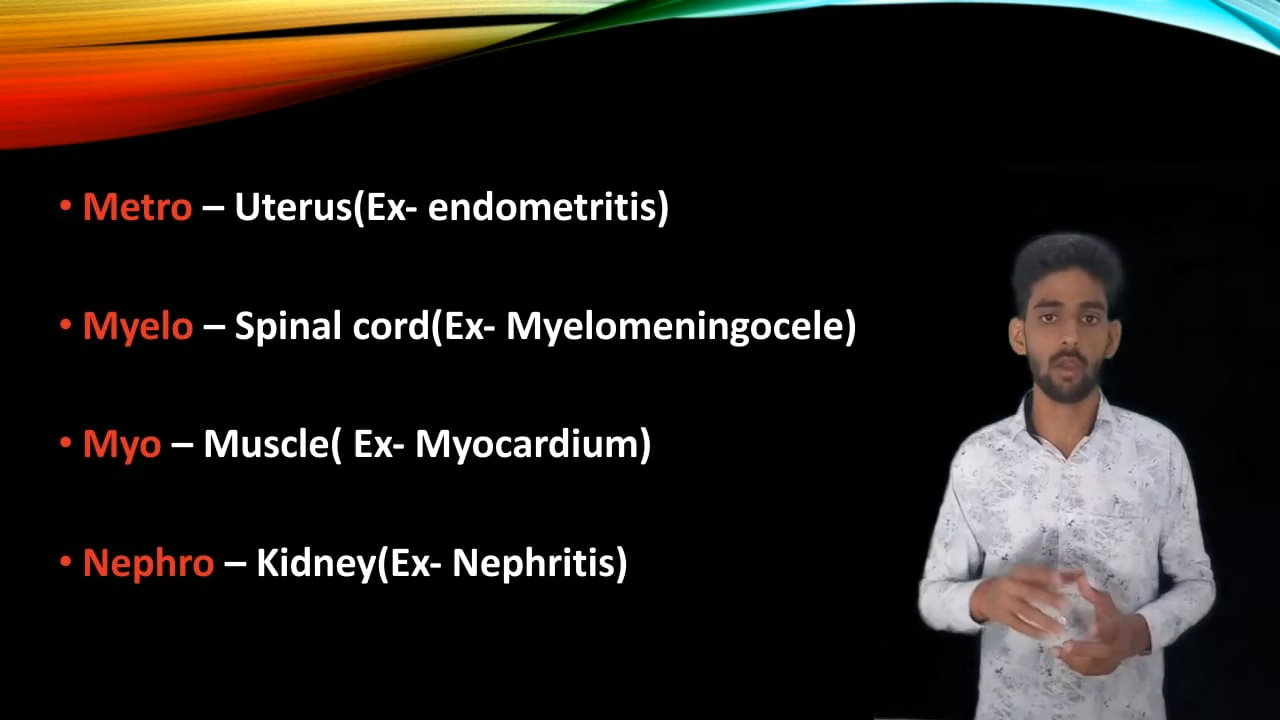 • Metro – Uterus(Ex- endometritis)
• Myelo – Spinal cord(Ex- Myelomeningocele)
• Myo – Muscle( Ex- Myocardium)
• Nephro – Kidney(Ex- Nephritis)